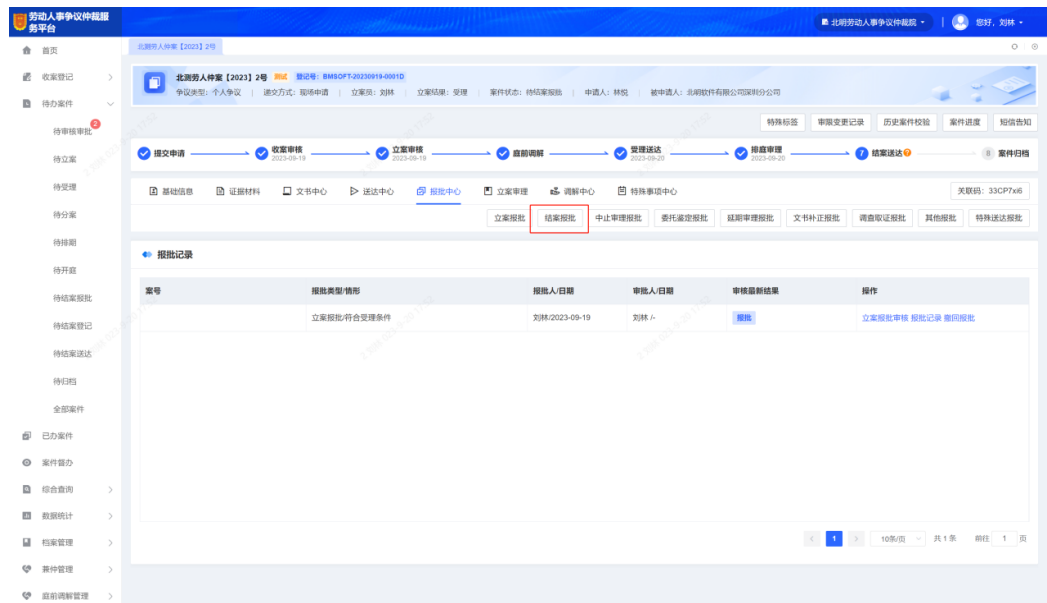 劳动人事争议仲裁服
务平台
北明劳动人事争议仲裁院
您好, 刘林
首页
收案登记
待办案件
待审核审批
2
待立案
待受理
待分案
待排期
待开庭
待结案报批
待结案登记
待结案送达
待归档
全部案件
已办案件
案件督办
综合查询
数据统计
档案管理
兼仲管理
庭前调解管理
北测劳人仲案【2023】2号
北测劳人仲案【2023】2号 测试 登记号: BMSOFT-20230919-0001D
争议类型: 个人争议 | 递交方式: 现场申请 | 立案员: 刘林 | 立案结果: 受理 | 案件状态: 待结案报批 | 申请人: 林悦 | 被申请人: 北明软件有限公司深圳分公司
特殊标签 审限变更记录 历史案件校验 案件进度 短信告知
提交申请 收案审核 立案审核 庭前调解 受理送达 排庭审理 7 结案送达 8 案件归档
2023-09-19 2023-09-19 2023-09-20 2023-09-20
基础信息 证据材料 文书中心 送达中心 报批中心 立案审理 调解中心 特殊事项中心 关联码: 33CP7xi6
立案报批 结案报批 中止审理报批 委托鉴定报批 延期审理报批 文书补正报批 调查取证报批 其他报批 特殊送达报批
报批记录
案号 报批类型/情形 报批人/日期 审批人/日期 审核最新结果 操作
立案报批/符合受理条件 刘林/2023-09-19 刘林 /- 报批 立案报批审核 报批记录 撤回报批
1 10条/页 共 1 条 前往 1 页